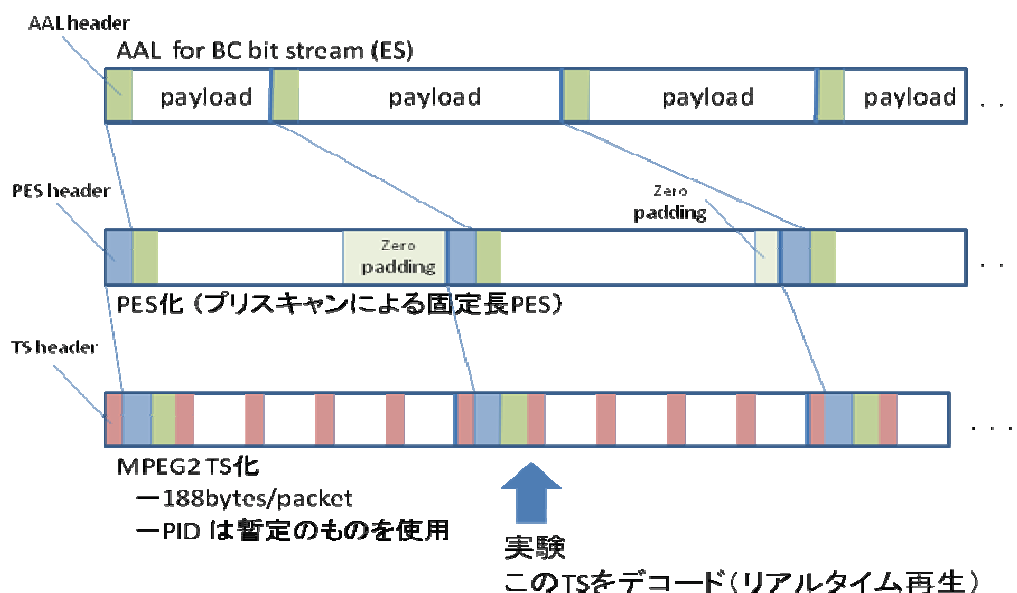 AAL header
AAL for BC bit stream (ES)
payload payload payload payload . .
PES header
Zero
padding
Zero
padding
. .
PES化（プリスキャンによる固定長PES）
TS header
. . .
MPEG2 TS化
ー188bytes/packet
ーPID は暫定のものを使用
実験
このTSをデコード（リアルタイム再生）